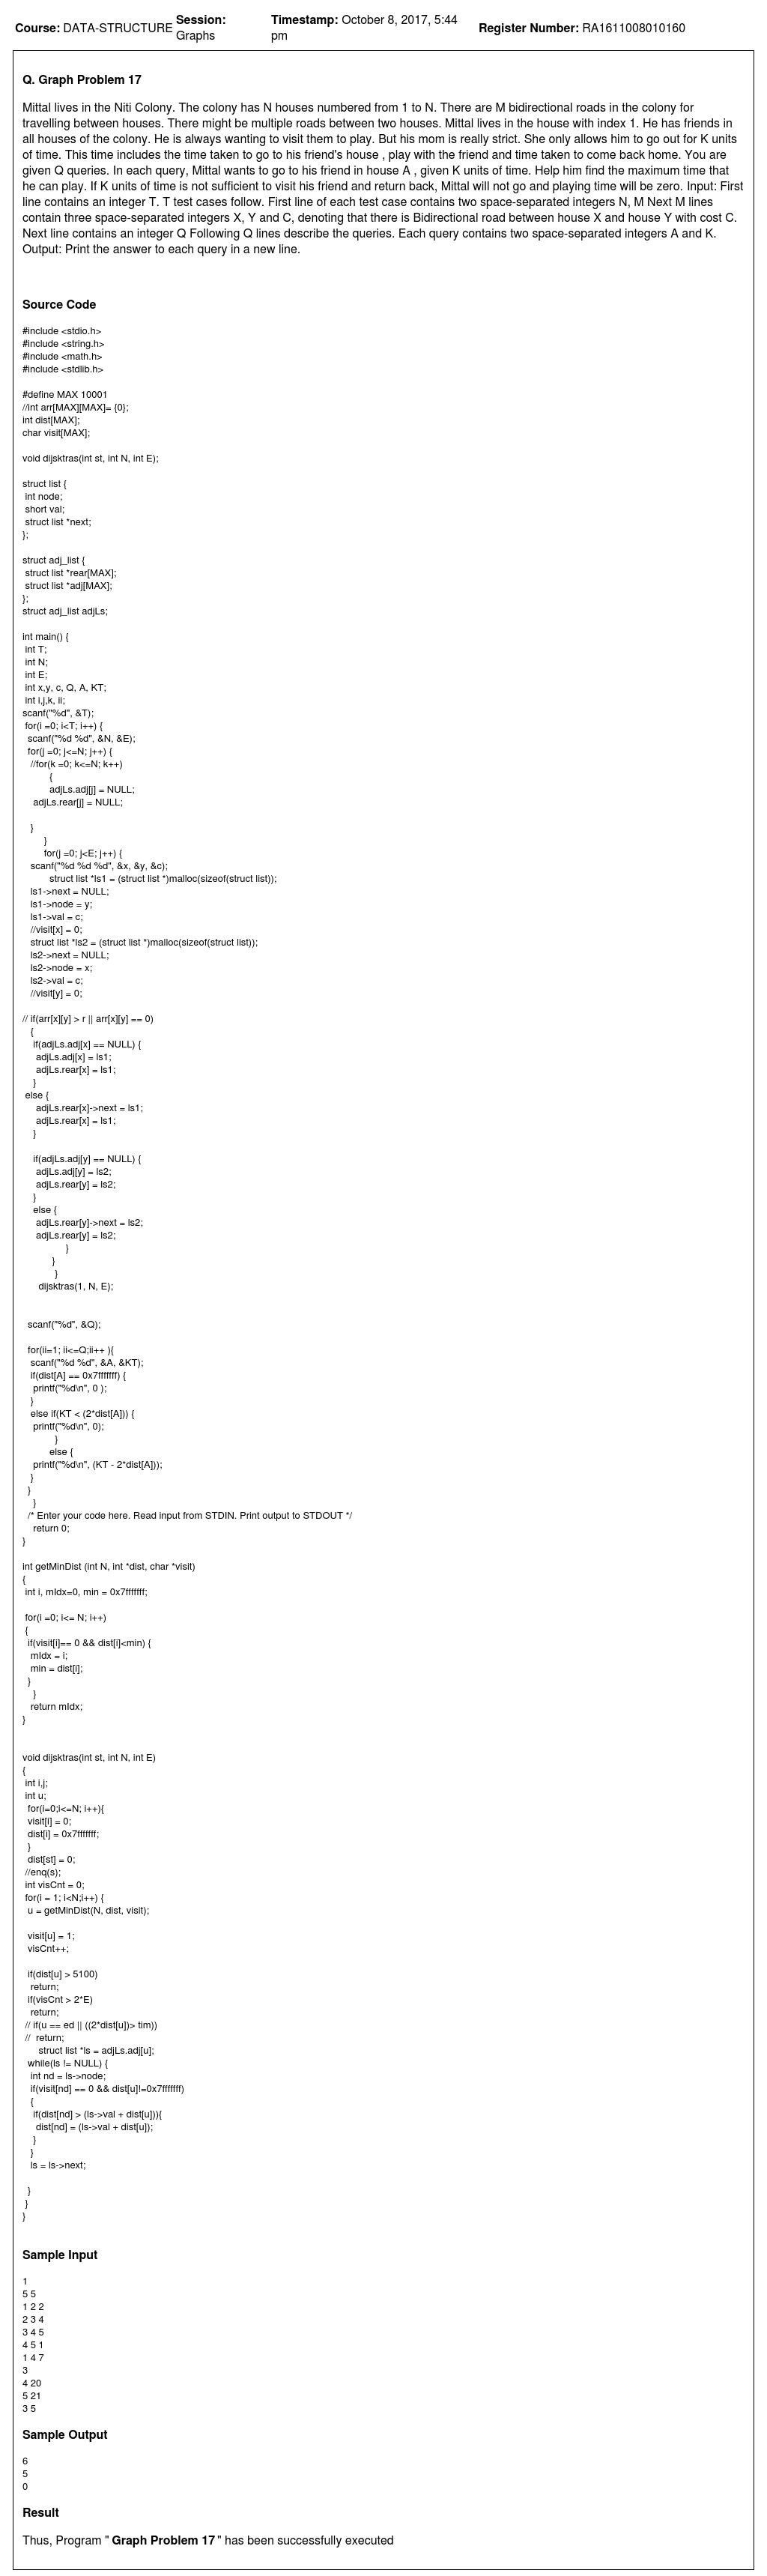 Course: DATA-STRUCTURE Session: Graphs Timestamp: October 8, 2017, 5:44 pm Register Number: RA1611008010160
Q. Graph Problem 17
Mittal lives in the Niti Colony. The colony has N houses numbered from 1 to N. There are M bidirectional roads in the colony for
travelling between houses. There might be multiple roads between two houses. Mittal lives in the house with index 1. He has friends in
all houses of the colony. He is always wanting to visit them to play. But his mom is really strict. She only allows him to go out for K units
of time. This time includes the time taken to go to his friend's house , play with the friend and time taken to come back home. You are
given Q queries. In each query, Mittal wants to go to his friend in house A , given K units of time. Help him find the maximum time that
he can play. If K units of time is not sufficient to visit his friend and return back, Mittal will not go and playing time will be zero. Input: First
line contains an integer T. T test cases follow. First line of each test case contains two space-separated integers N, M Next M lines
contain three space-separated integers X, Y and C, denoting that there is Bidirectional road between house X and house Y with cost C.
Next line contains an integer Q Following Q lines describe the queries. Each query contains two space-separated integers A and K.
Output: Print the answer to each query in a new line.
Source Code
#include <stdio.h>
#include <string.h>
#include <math.h>
#include <stdlib.h>
#define MAX 10001
//int arr[MAX][MAX]= {0};
int dist[MAX];
char visit[MAX];
void dijsktras(int st, int N, int E);
struct list {
int node;
short val;
struct list *next;
};
struct adj_list {
struct list *rear[MAX];
struct list *adj[MAX];
};
struct adj_list adjLs;
int main() {
int T;
int N;
int E;
int x,y, c, Q, A, KT;
int i,j,k, ii;
scanf("%d", &T);
for(i =0; i<T; i++) {
scanf("%d %d", &N, &E);
for(j =0; j<=N; j++) {
//for(k =0; k<=N; k++)
{
adjLs.adj[j] = NULL;
adjLs.rear[j] = NULL;
}
}
for(j =0; j<E; j++) {
scanf("%d %d %d", &x, &y, &c);
struct list *ls1 = (struct list *)malloc(sizeof(struct list));
ls1->next = NULL;
ls1->node = y;
ls1->val = c;
//visit[x] = 0;
struct list *ls2 = (struct list *)malloc(sizeof(struct list));
ls2->next = NULL;
ls2->node = x;
ls2->val = c;
//visit[y] = 0;
// if(arr[x][y] > r || arr[x][y] == 0)
{
if(adjLs.adj[x] == NULL) {
adjLs.adj[x] = ls1;
adjLs.rear[x] = ls1;
}
else {
adjLs.rear[x]->next = ls1;
adjLs.rear[x] = ls1;
}
if(adjLs.adj[y] == NULL) {
adjLs.adj[y] = ls2;
adjLs.rear[y] = ls2;
}
else {
adjLs.rear[y]->next = ls2;
adjLs.rear[y] = ls2;
}
}
}
dijsktras(1, N, E);
scanf("%d", &Q);
for(ii=1; ii<=Q;ii++ ){
scanf("%d %d", &A, &KT);
if(dist[A] == 0x7fffffff) {
printf("%d\n", 0 );
}
else if(KT < (2*dist[A])) {
printf("%d\n", 0);
}
else {
printf("%d\n", (KT - 2*dist[A]));
}
}
}
/* Enter your code here. Read input from STDIN. Print output to STDOUT */
return 0;
}
int getMinDist (int N, int *dist, char *visit)
{
int i, mIdx=0, min = 0x7fffffff;
for(i =0; i<= N; i++)
{
if(visit[i]== 0 && dist[i]<min) {
mIdx = i;
min = dist[i];
}
}
return mIdx;
}
void dijsktras(int st, int N, int E)
{
int i,j;
int u;
for(i=0;i<=N; i++){
visit[i] = 0;
dist[i] = 0x7fffffff;
}
dist[st] = 0;
//enq(s);
int visCnt = 0;
for(i = 1; i<N;i++) {
u = getMinDist(N, dist, visit);
visit[u] = 1;
visCnt++;
if(dist[u] > 5100)
return;
if(visCnt > 2*E)
return;
// if(u == ed || ((2*dist[u])> tim))
// return;
struct list *ls = adjLs.adj[u];
while(ls != NULL) {
int nd = ls->node;
if(visit[nd] == 0 && dist[u]!=0x7fffffff)
{
if(dist[nd] > (ls->val + dist[u])){
dist[nd] = (ls->val + dist[u]);
}
}
ls = ls->next;
}
}
}
Sample Input
1
5 5
1 2 2
2 3 4
3 4 5
4 5 1
1 4 7
3
4 20
5 21
3 5
Sample Output
6
5
0
Result
Thus, Program " Graph Problem 17 " has been successfully executed